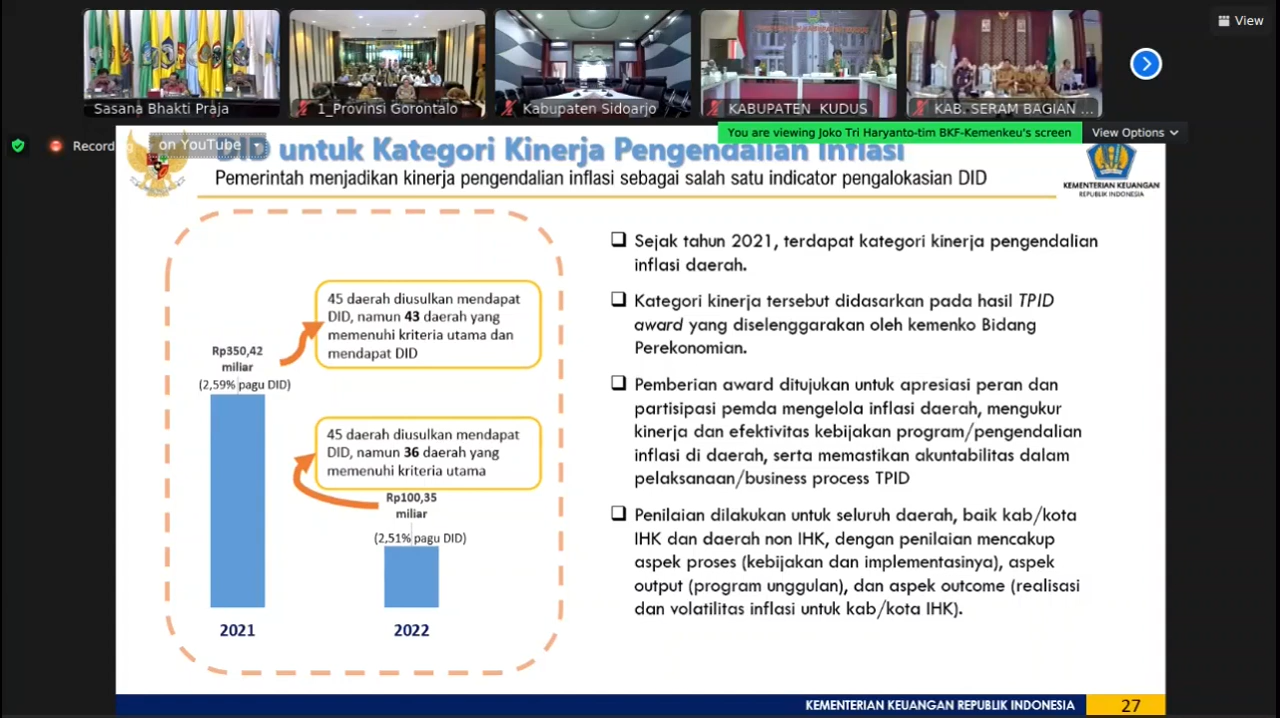 View
Sasana Bhakti Praja
1_Provinsi Gorontalo
Kabupaten Sidoarjo
KABUPATEN KUDUS
KAB. SERAM BAGIAN ...
You are viewing Joko Tri Haryanto-tim BKF-Kemenkeu's screen
View Options
Record
on YouTube
DID untuk Kategori Kinerja Pengendalian Inflasi
Pemerintah menjadikan kinerja pengendalian inflasi sebagai salah satu indicator pengalokasian DID
KEMENTERIAN KEUANGAN
REPUBLIK INDONESIA
45 daerah diusulkan mendapat
DID, namun 43 daerah yang
memenuhi kriteria utama dan
mendapat DID
Rp350,42
miliar
(2,59% pagu DID)
45 daerah diusulkan mendapat
DID, namun 36 daerah yang
memenuhi kriteria utama
Rp100,35
miliar
(2,51% pagu DID)
2021
2022
Sejak tahun 2021, terdapat kategori kinerja pengendalian
inflasi daerah.
Kategori kinerja tersebut didasarkan pada hasil TPID
award yang diselenggarakan oleh kemenko Bidang
Perekonomian.
Pemberian award ditujukan untuk apresiasi peran dan
partisipasi pemda mengelola inflasi daerah, mengukur
kinerja dan efektivitas kebijakan program/pengendalian
inflasi di daerah, serta memastikan akuntabilitas dalam
pelaksanaan/business process TPID
Penilaian dilakukan untuk seluruh daerah, baik kab/kota
IHK dan daerah non IHK, dengan penilaian mencakup
aspek proses (kebijakan dan implementasinya), aspek
output (program unggulan), dan aspek outcome (realisasi
dan volatilitas inflasi untuk kab/kota IHK).
KEMENTERIAN KEUANGAN REPUBLIK INDONESIA
27